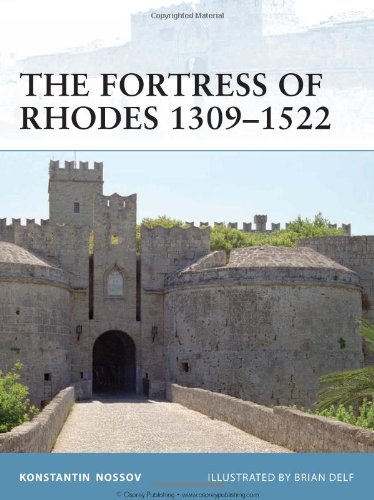 Copyrighted Material
THE FORTRESS OF
RHODES 1309–1522
KONSTANTIN NOSSOV
ILLUSTRATED BY BRIAN DELF
© Osprey Publishing • www.ospreypublishing.com